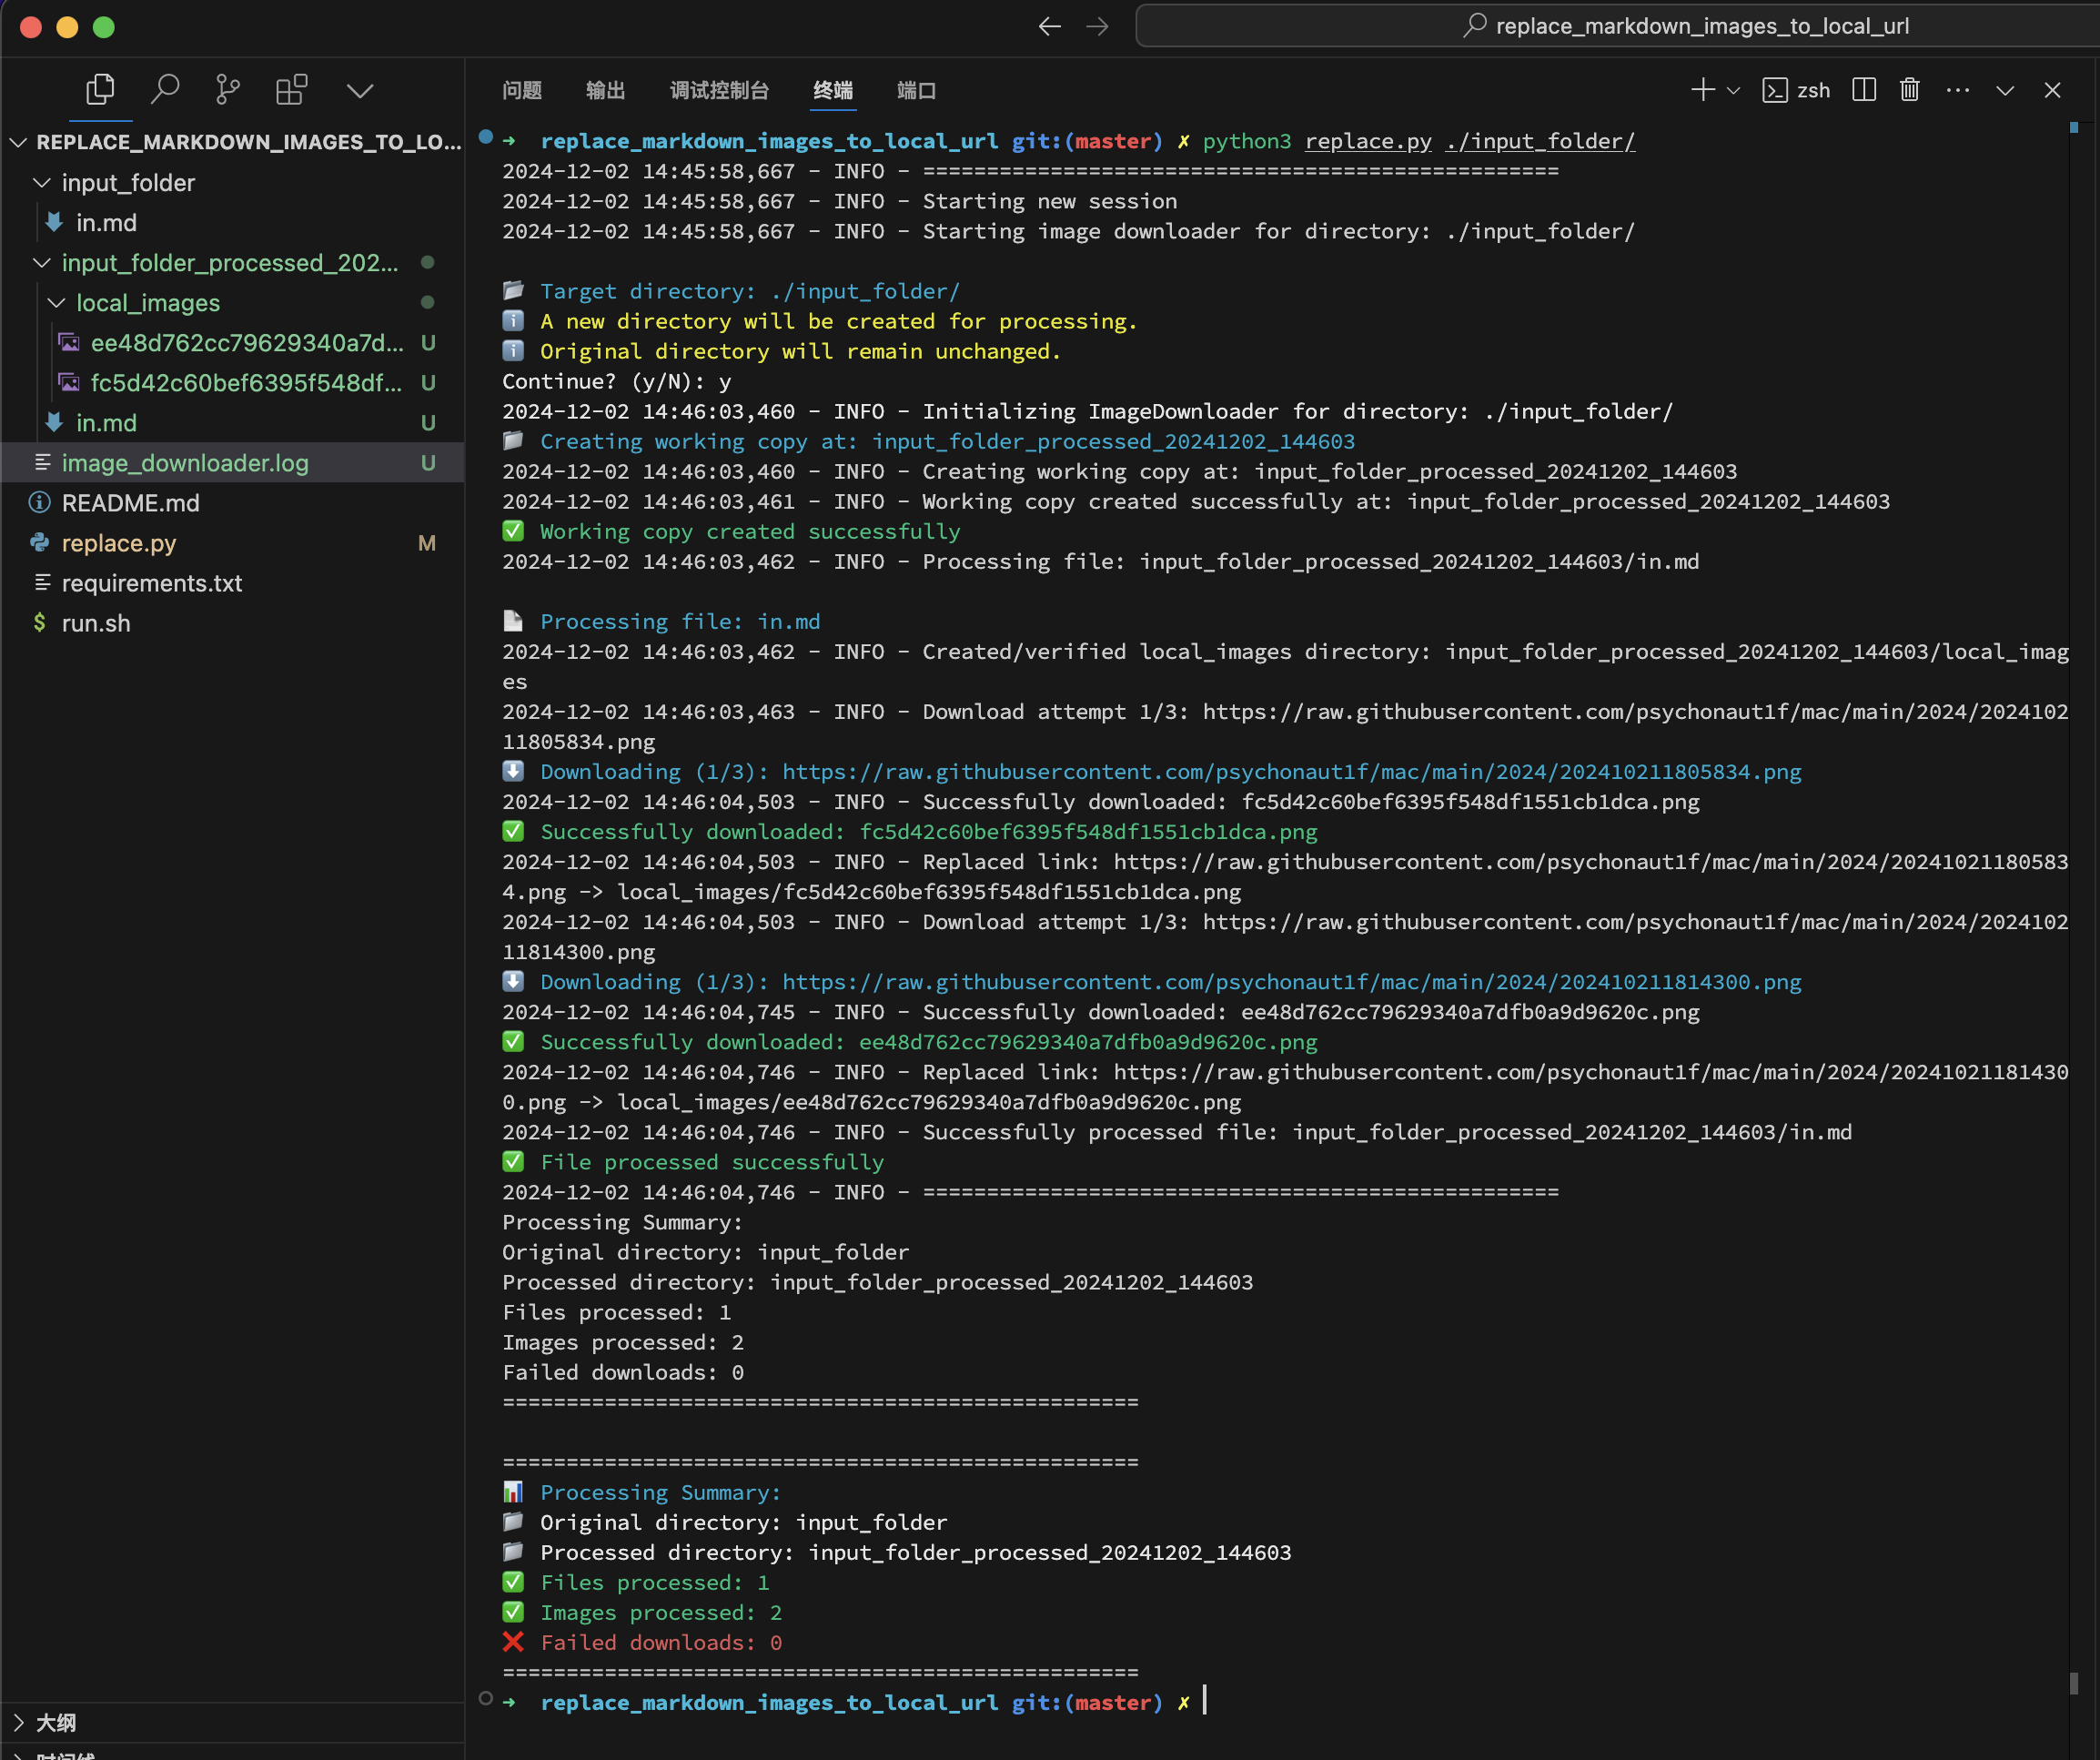 replace_markdown_images_to_local_url
REPLACE_MARKDOWN_IMAGES_TO_LO...
input_folder
in.md
input_folder_processed_202...
local_images
ee48d762cc79629340a7d... U
fc5d42c60bef6395f548df... U
in.md U
image_downloader.log U
README.md
replace.py M
requirements.txt
$ run.sh
大纲
时间线
问题 输出 调试控制台 终端 端口 zsh
➜ replace_markdown_images_to_local_url git:(master) ✗ python3 replace.py ./input_folder/
2024-12-02 14:45:58,667 - INFO - ==================================================
2024-12-02 14:45:58,667 - INFO - Starting new session
2024-12-02 14:45:58,667 - INFO - Starting image downloader for directory: ./input_folder/
📁 Target directory: ./input_folder/
ℹ️ A new directory will be created for processing.
ℹ️ Original directory will remain unchanged.
Continue? (y/N): y
2024-12-02 14:46:03,460 - INFO - Initializing ImageDownloader for directory: ./input_folder/
📁 Creating working copy at: input_folder_processed_20241202_144603
2024-12-02 14:46:03,460 - INFO - Creating working copy at: input_folder_processed_20241202_144603
2024-12-02 14:46:03,461 - INFO - Working copy created successfully at: input_folder_processed_20241202_144603
✅ Working copy created successfully
2024-12-02 14:46:03,462 - INFO - Processing file: input_folder_processed_20241202_144603/in.md
📄 Processing file: in.md
2024-12-02 14:46:03,462 - INFO - Created/verified local_images directory: input_folder_processed_20241202_144603/local_imag
es
2024-12-02 14:46:03,463 - INFO - Download attempt 1/3: https://raw.githubusercontent.com/psychonaut1f/mac/main/2024/2024102
11805834.png
⬇️ Downloading (1/3): https://raw.githubusercontent.com/psychonaut1f/mac/main/2024/202410211805834.png
2024-12-02 14:46:04,503 - INFO - Successfully downloaded: fc5d42c60bef6395f548df1551cb1dca.png
✅ Successfully downloaded: fc5d42c60bef6395f548df1551cb1dca.png
2024-12-02 14:46:04,503 - INFO - Replaced link: https://raw.githubusercontent.com/psychonaut1f/mac/main/2024/20241021180583
4.png -> local_images/fc5d42c60bef6395f548df1551cb1dca.png
2024-12-02 14:46:04,503 - INFO - Download attempt 1/3: https://raw.githubusercontent.com/psychonaut1f/mac/main/2024/2024102
11814300.png
⬇️ Downloading (1/3): https://raw.githubusercontent.com/psychonaut1f/mac/main/2024/202410211814300.png
2024-12-02 14:46:04,745 - INFO - Successfully downloaded: ee48d762cc79629340a7dfb0a9d9620c.png
✅ Successfully downloaded: ee48d762cc79629340a7dfb0a9d9620c.png
2024-12-02 14:46:04,746 - INFO - Replaced link: https://raw.githubusercontent.com/psychonaut1f/mac/main/2024/20241021181430
0.png -> local_images/ee48d762cc79629340a7dfb0a9d9620c.png
2024-12-02 14:46:04,746 - INFO - Successfully processed file: input_folder_processed_20241202_144603/in.md
✅ File processed successfully
2024-12-02 14:46:04,746 - INFO - ==================================================
Processing Summary:
Original directory: input_folder
Processed directory: input_folder_processed_20241202_144603
Files processed: 1
Images processed: 2
Failed downloads: 0
==================================================
==================================================
📊 Processing Summary:
📁 Original directory: input_folder
📁 Processed directory: input_folder_processed_20241202_144603
✅ Files processed: 1
✅ Images processed: 2
❌ Failed downloads: 0
==================================================
➜ replace_markdown_images_to_local_url git:(master) ✗